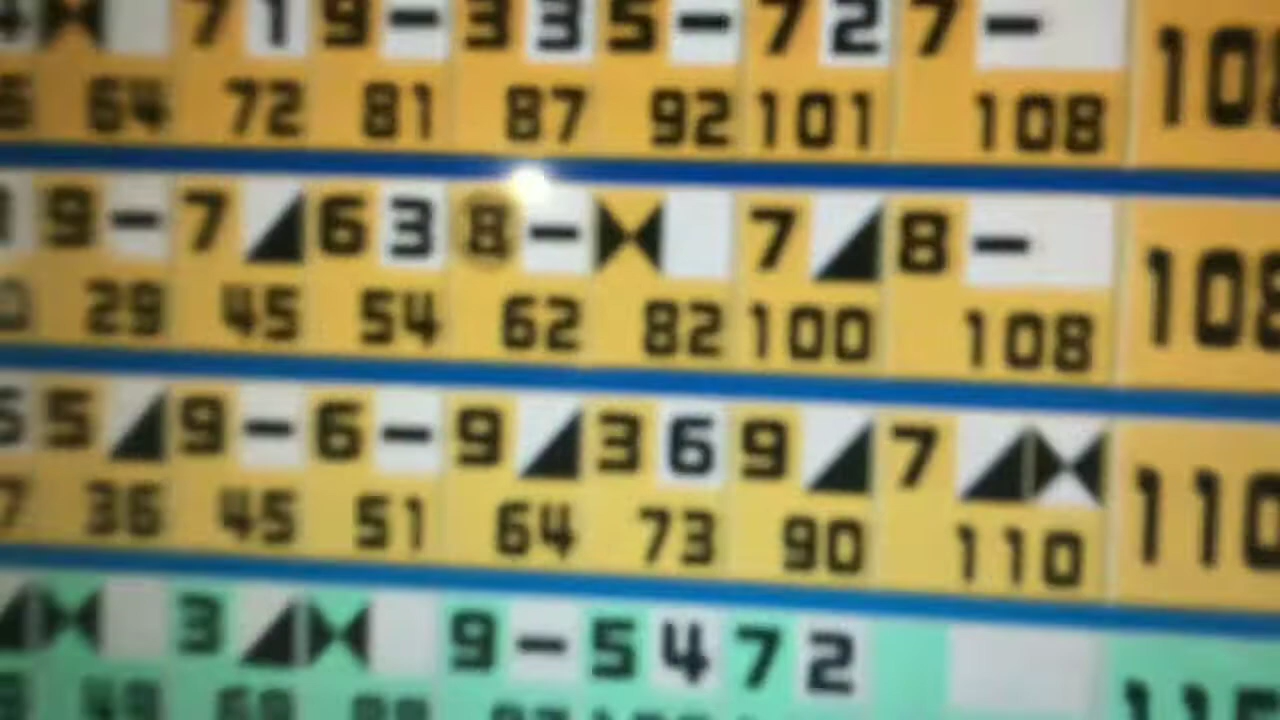 7 1 9 - 3 3 5 - 7 2 7 -
64 72 81 87 92 101 108
9 - 7 6 3 8 - 7 8 - 108
29 45 54 62 82 100 108
5 9 - 6 - 9 3 6 9 7 110
36 45 51 64 73 90 110
3 9 - 5 4 7 2